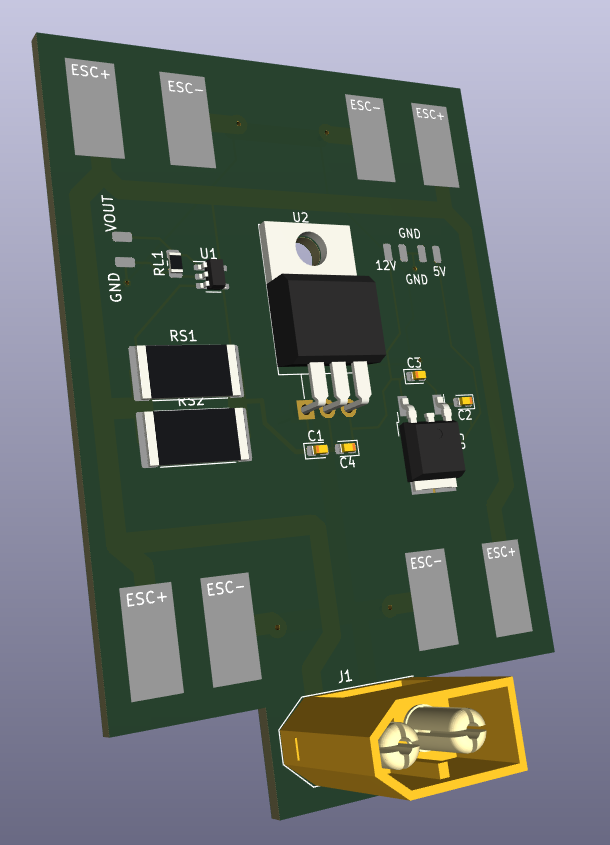 ESC+
ESC-
ESC-
ESC+
VOUT
GND
RL1
U1
U2
GND
12V
GND
5V
RS1
RS2
C3
C2
C1
C4
ESC+
ESC-
ESC-
ESC+
J1